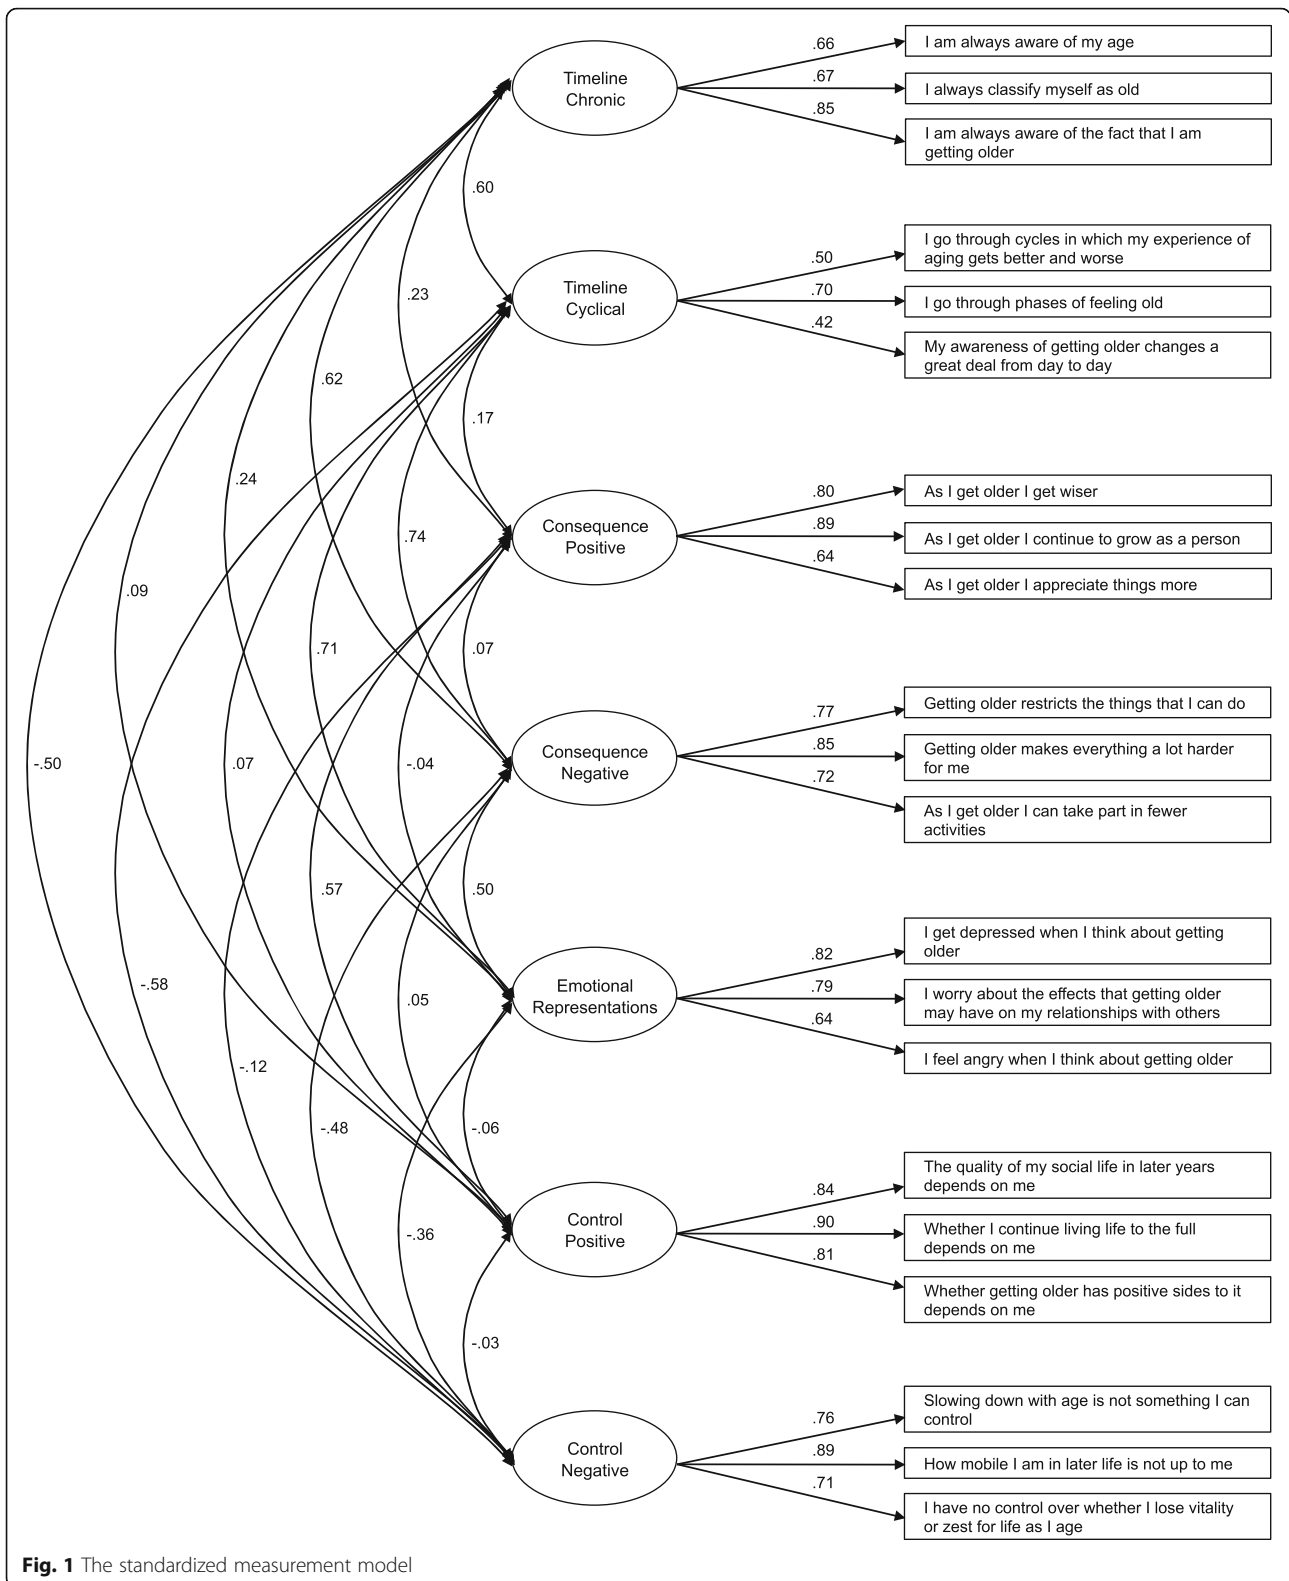 Timeline
Chronic
.66
.67
.85
I am always aware of my age
I always classify myself as old
I am always aware of the fact that I am
getting older
.60
.23
.62
.24
.09
-.50
Timeline
Cyclical
.50
.70
.42
I go through cycles in which my experience of
aging gets better and worse
I go through phases of feeling old
My awareness of getting older changes a
great deal from day to day
.17
.74
.71
.07
-.58
Consequence
Positive
.80
.89
.64
As I get older I get wiser
As I get older I continue to grow as a person
As I get older I appreciate things more
.07
-.04
.57
-.12
Consequence
Negative
.77
.85
.72
Getting older restricts the things that I can do
Getting older makes everything a lot harder
for me
As I get older I can take part in fewer
activities
.50
.05
-.48
Emotional
Representations
.82
.79
.64
I get depressed when I think about getting
older
I worry about the effects that getting older
may have on my relationships with others
I feel angry when I think about getting older
-.06
-.36
Control
Positive
.84
.90
.81
The quality of my social life in later years
depends on me
Whether I continue living life to the full
depends on me
Whether getting older has positive sides to it
depends on me
-.03
Control
Negative
.76
.89
.71
Slowing down with age is not something I can
control
How mobile I am in later life is not up to me
I have no control over whether I lose vitality
or zest for life as I age
Fig. 1 The standardized measurement model